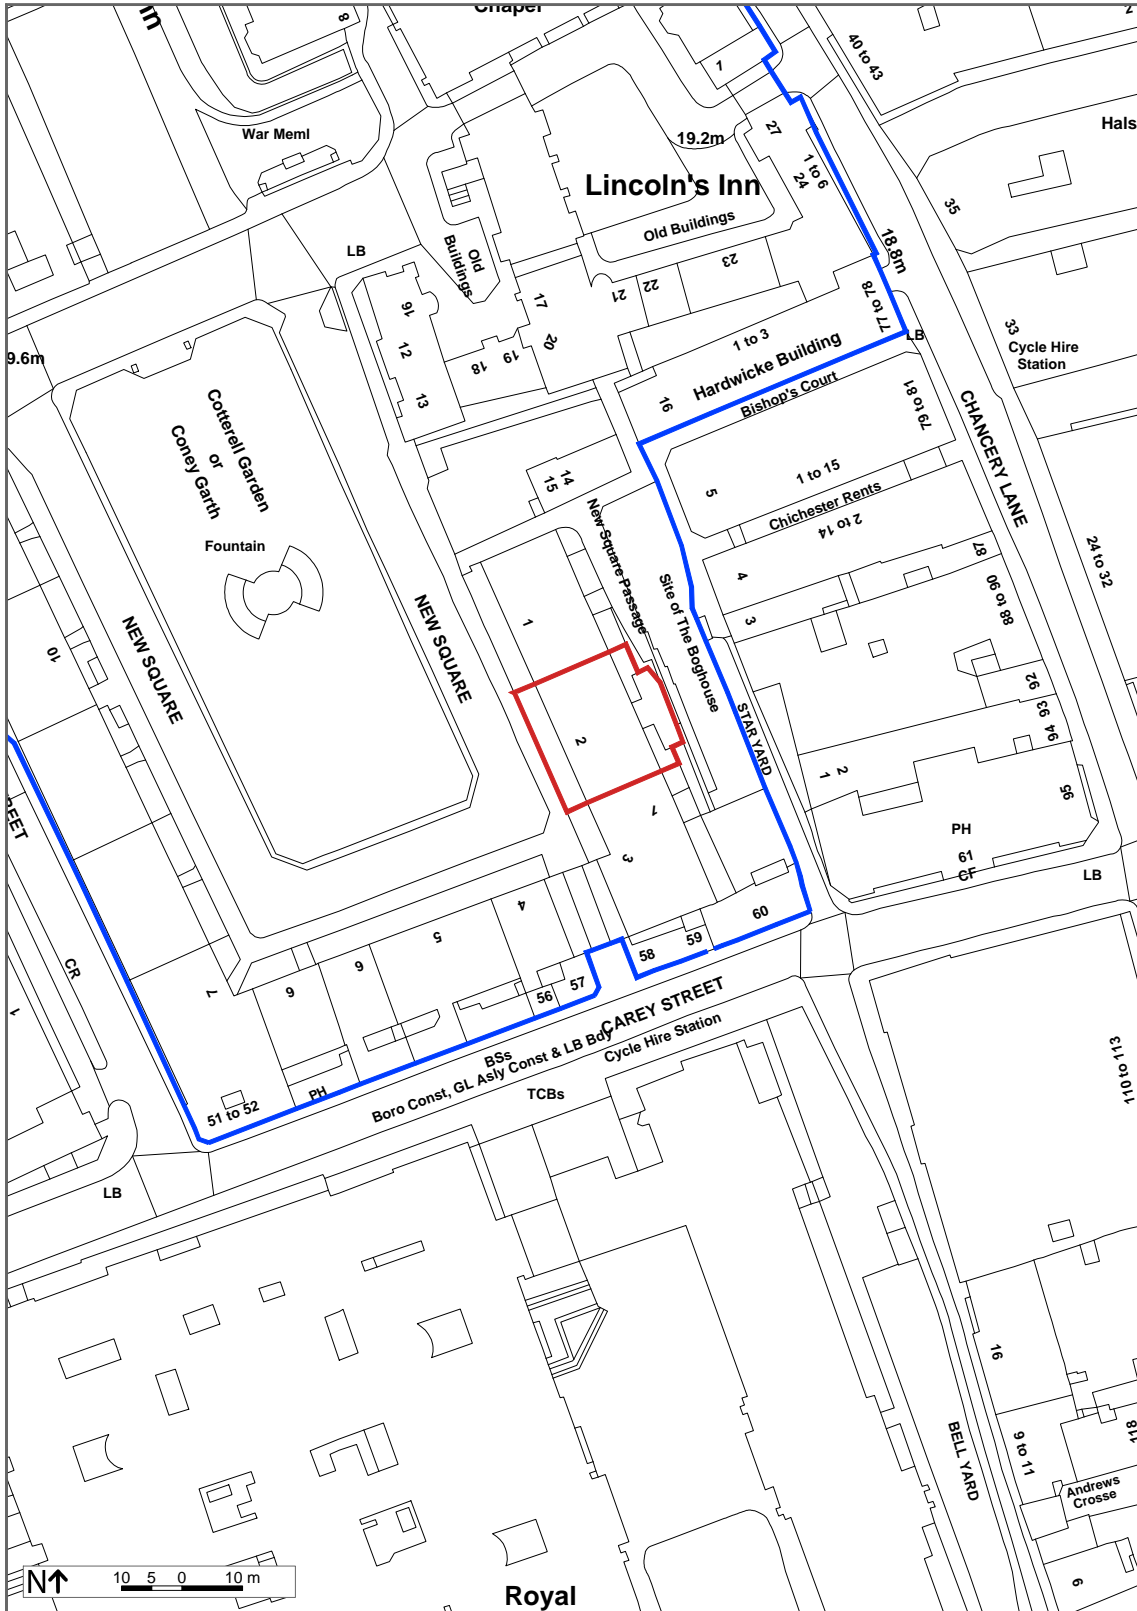 Chapel
in
8
1
40 to 43
7
War Meml
19.2m
27
Hals
Lincoln's Inn
1 to 6
24
35
Old Buildings
18.8m
LB
Old
Buildings
23
22
21
77 to 78
16
17
9.6m
12
20
19
18
1 to 3
Hardwicke Building
LB
33
Cycle Hire
Station
13
16
Bishop's Court
79 to 81
CHANCERY LANE
Cotterell Garden
or
Coney Garth
14
15
5
1 to 15
Chichester Rents
2 to 14
New Square Passage
Fountain
24 to 32
87
88 to 90
4
3
Site of The Boghouse
1
NEW SQUARE
NEW SQUARE
10
92
93
94
2
STAR YARD
1
2
95
REET
7
PH
61
CF
LB
3
4
60
5
59
58
6
6
57
56
CR
7
1
CAREY STREET
Cycle Hire Station
BSs
Boro Const, GL Asly Const & LB Bdy
TCBs
PH
51 to 52
110 to 113
LB
16
118
9 to 11
BELL YARD
Andrews
Crosse
6
N
10 5 0 10 m
Royal